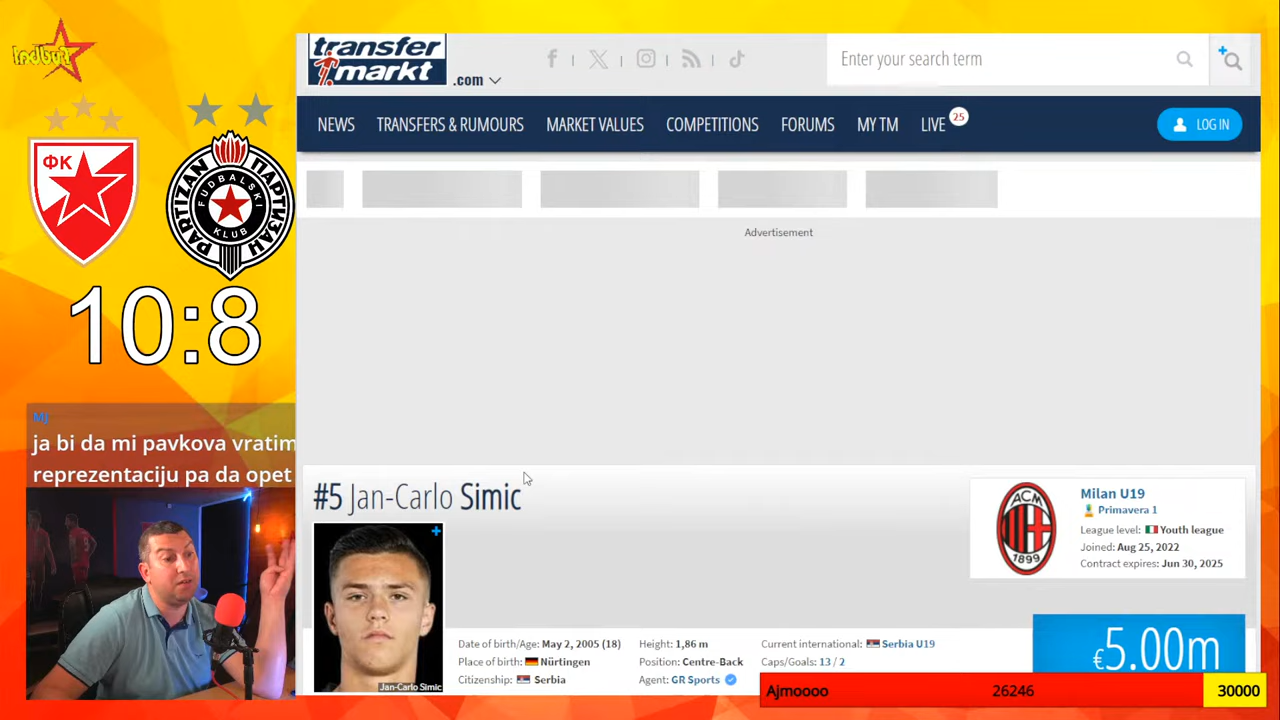 Fudbal
transfer
markt
.com
Enter your search term
NEWS
TRANSFERS & RUMOURS
MARKET VALUES
COMPETITIONS
FORUMS
MY TM
LIVE
25
LOG IN
ФК
ПАРТИЗАН PARTIZAN
FUDBALSKI
KLUB
10:8
Advertisement
MJ
ja bi da mi pavkova vratim
reprezentaciju pa da opet
#5 Jan-Carlo Simic
Jan-Carlo Simic
Date of birth/Age: May 2, 2005 (18)
Place of birth: Nürtingen
Citizenship: Serbia
Height: 1,86 m
Position: Centre-Back
Agent: GR Sports
Current international: Serbia U19
Caps/Goals: 13 / 2
ACM
1899
Milan U19
Primavera 1
League level: Youth league
Joined: Aug 25, 2022
Contract expires: Jun 30, 2025
€5.00m
Ajmoooo
26246
30000